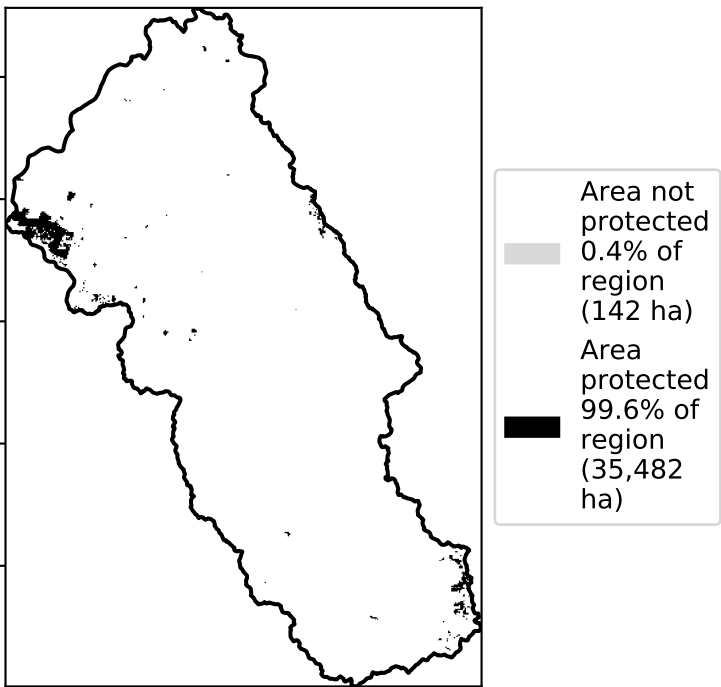 Area not
protected
0.4% of
region
(142 ha)
Area
protected
99.6% of
region
(35,482
ha)